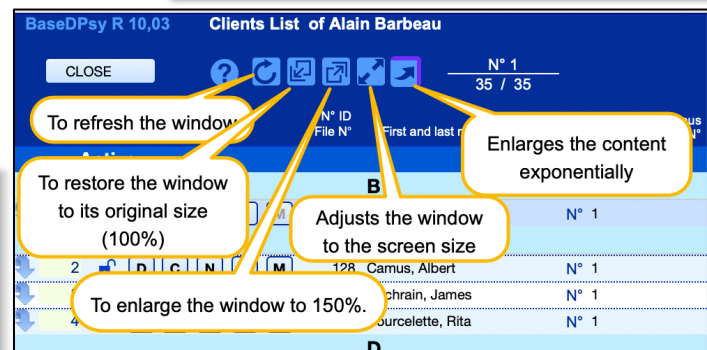 BaseDPsy R 10,03 Clients List of Alain Barbeau
CLOSE
?
N° 1
35 / 35
To refresh the window
N° ID
File N°
First and last
Enlarges the content
exponentially
To restore the window
to its original size
(100%)
B
M
N° 1
Adjusts the window
to the screen size
2 D C N M 128 Camus, Albert N° 1
To enlarge the window to 150%.
James N° 1
4 Rita N° 1
D